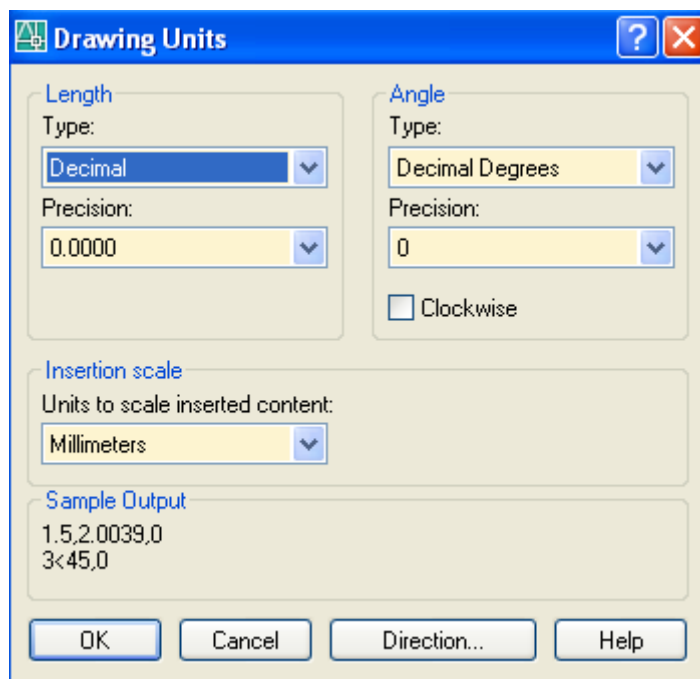 Drawing Units
Length
Type:
Decimal
Precision:
0.0000
Angle
Type:
Decimal Degrees
Precision:
0
Clockwise
Insertion scale
Units to scale inserted content:
Millimeters
Sample Output
1.5,2.0039,0
3<45,0
OK Cancel Direction... Help